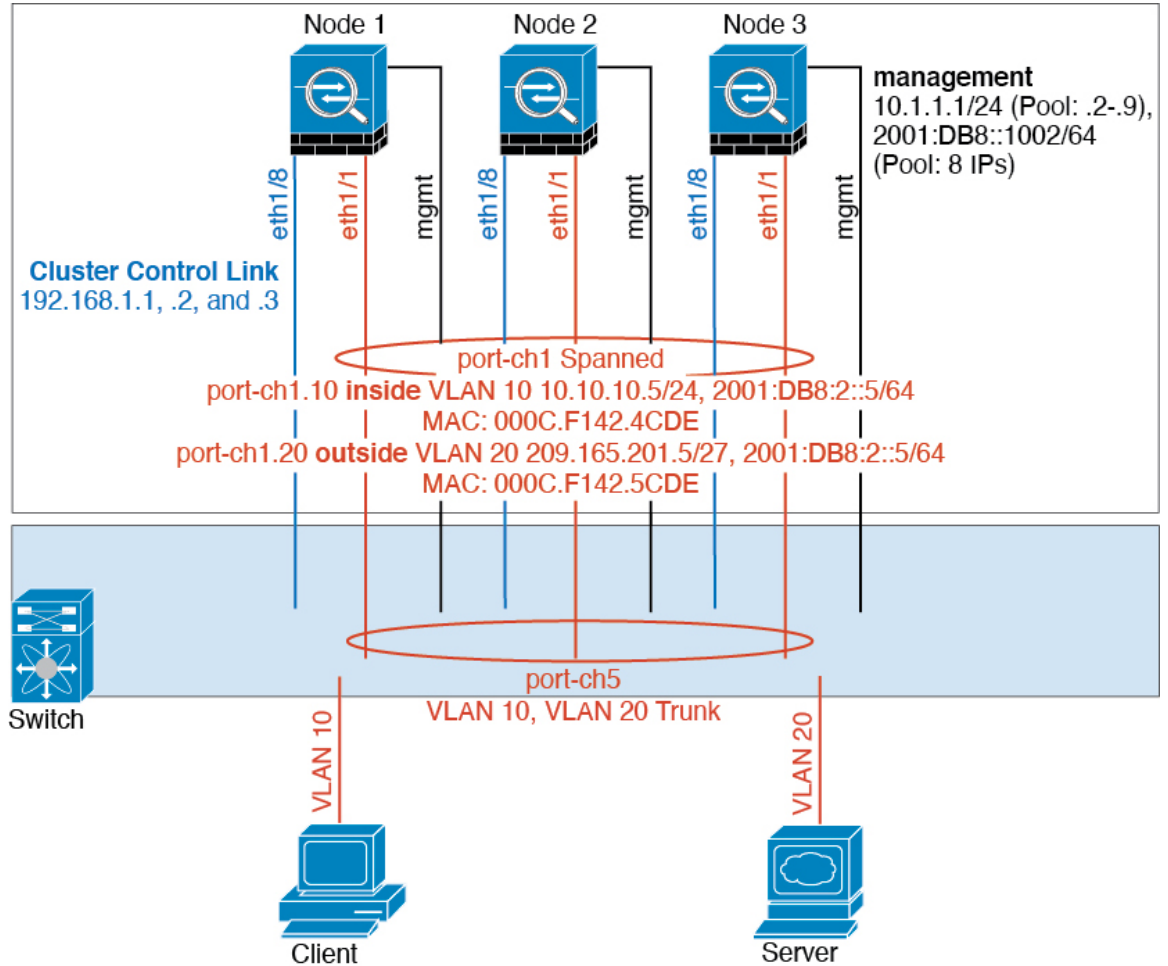 Node 1
Node 2
Node 3
management
10.1.1.1/24 (Pool: .2-.9),
2001:DB8::1002/64
(Pool: 8 IPs)
eth1/8
eth1/1
mgmt
eth1/8
eth1/1
mgmt
eth1/8
eth1/1
mgmt
Cluster Control Link
192.168.1.1, .2, and .3
port-ch1 Spanned
port-ch1.10 inside VLAN 10 10.10.10.5/24, 2001:DB8:2::5/64
MAC: 000C.F142.4CDE
port-ch1.20 outside VLAN 20 209.165.201.5/27, 2001:DB8:2::5/64
MAC: 000C.F142.5CDE
port-ch5
VLAN 10, VLAN 20 Trunk
Switch
VLAN 10
VLAN 20
Client
Server